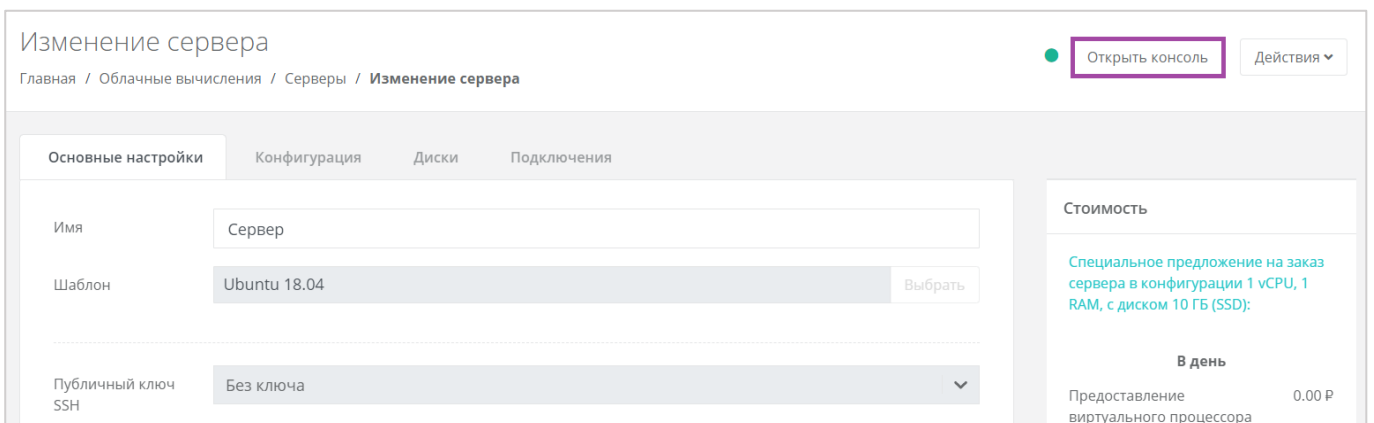 Изменение сервера
Главная / Облачные вычисления / Серверы / Изменение сервера
Открыть консоль
Действия
Основные настройки Конфигурация Диски Подключения
Имя
Сервер
Шаблон
Ubuntu 18.04
Выбрать
Публичный ключ
SSH
Без ключа
Стоимость
Специальное предложение на заказ
сервера в конфигурации 1 vCPU, 1
RAM, с диском 10 ГБ (SSD):
В день
Предоставление 0.00 ₽
виртуального процессора